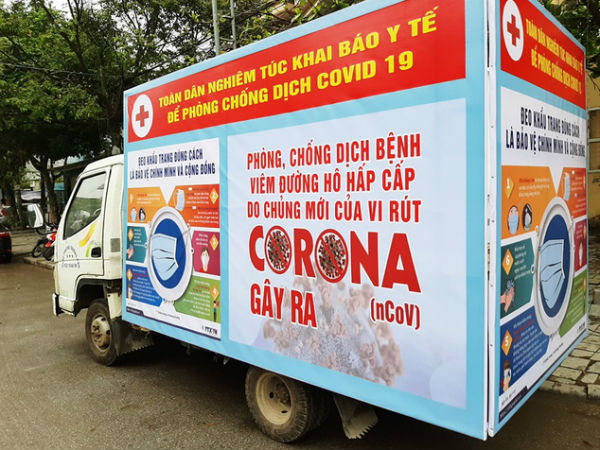 TOÀN DÂN NGHIÊM TÚC KHAI BÁO Y TẾ
ĐỂ PHÒNG CHỐNG DỊCH COVID 19
ĐEO KHẨU TRANG ĐÚNG CÁCH
LÀ BẢO VỆ CHÍNH MÌNH VÀ CỘNG ĐỒNG
PHÒNG, CHỐNG DỊCH BỆNH
VIÊM ĐƯỜNG HÔ HẤP CẤP
DO CHỦNG MỚI CỦA VI RÚT
CORONA
GÂY RA (nCoV)
TOÀN DÂN NGHIÊM TÚC KHAI BÁO Y TẾ
ĐỂ PHÒNG CHỐNG DỊCH COVID 19
ĐEO KHẨU TRANG ĐÚNG CÁCH
LÀ BẢO VỆ CHÍNH MÌNH VÀ CỘNG ĐỒNG